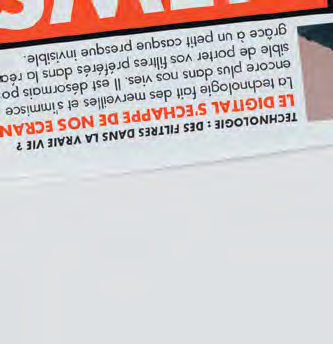 TECHNOLOGIE : DES FILTRES DANS LA VRAIE VIE ?
LE DIGITAL S'ECHAPPE DE NOS ECRAN
La technologie fait des merveilles et s'immisce
encore plus dans nos vies. Il est désormais po
sible de porter vos filtres préférés dans la réa
grâce à un petit casque presque invisible.